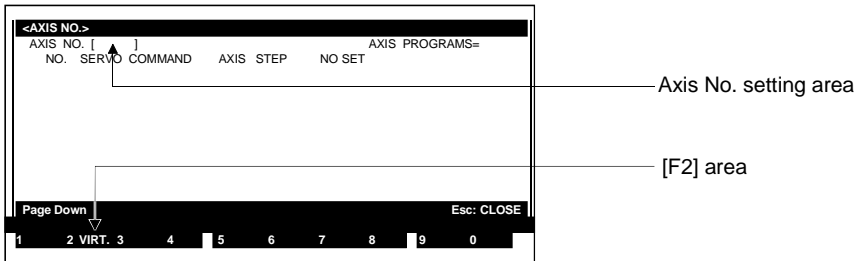 <AXIS NO.>
AXIS NO. [ ] AXIS PROGRAMS=
NO. SERVO COMMAND AXIS STEP NO SET
Axis No. setting area
[F2] area
Page Down Esc: CLOSE
1 2 VIRT. 3 4 5 6 7 8 9 0